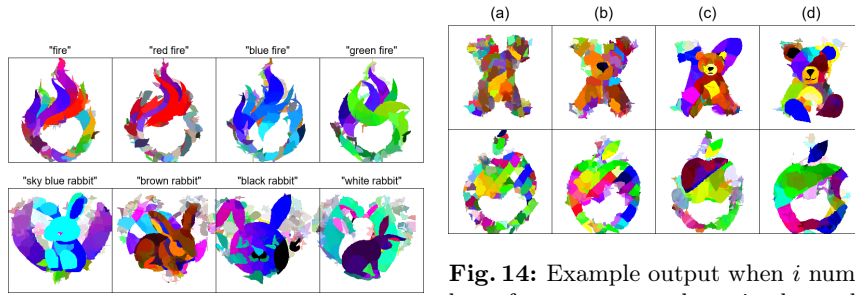 "fire" "red fire" "blue fire" "green fire"
"sky blue rabbit" "brown rabbit" "black rabbit" "white rabbit"
(a) (b) (c) (d)
Fig. 14: Example output when i num